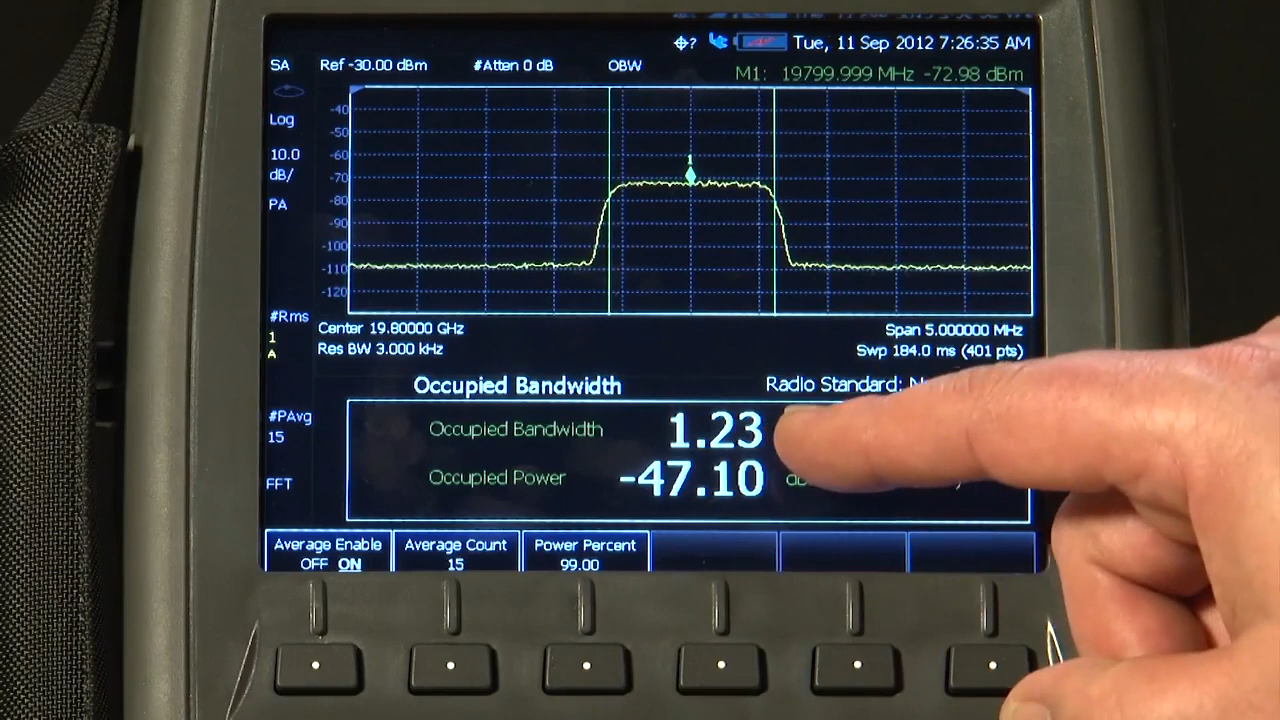 Tue, 11 Sep 2012 7:26:35 AM
SA Ref -30.00 dBm #Atten 0 dB OBW
M1: 19799.999 MHz -72.98 dBm
Log
10.0
dB/
PA
-40
-50
-60
-70
-80
-90
-100
-110
-120
1
#Rms
1
A
Center 19.80000 GHz Span 5.000000 MHz
Res BW 3.000 kHz Swp 184.0 ms (401 pts)
Occupied Bandwidth Radio Standard:
#PAvg
15
Occupied Bandwidth 1.23
Occupied Power -47.10
FFT
Average Enable
OFF ON
Average Count
15
Power Percent
99.00